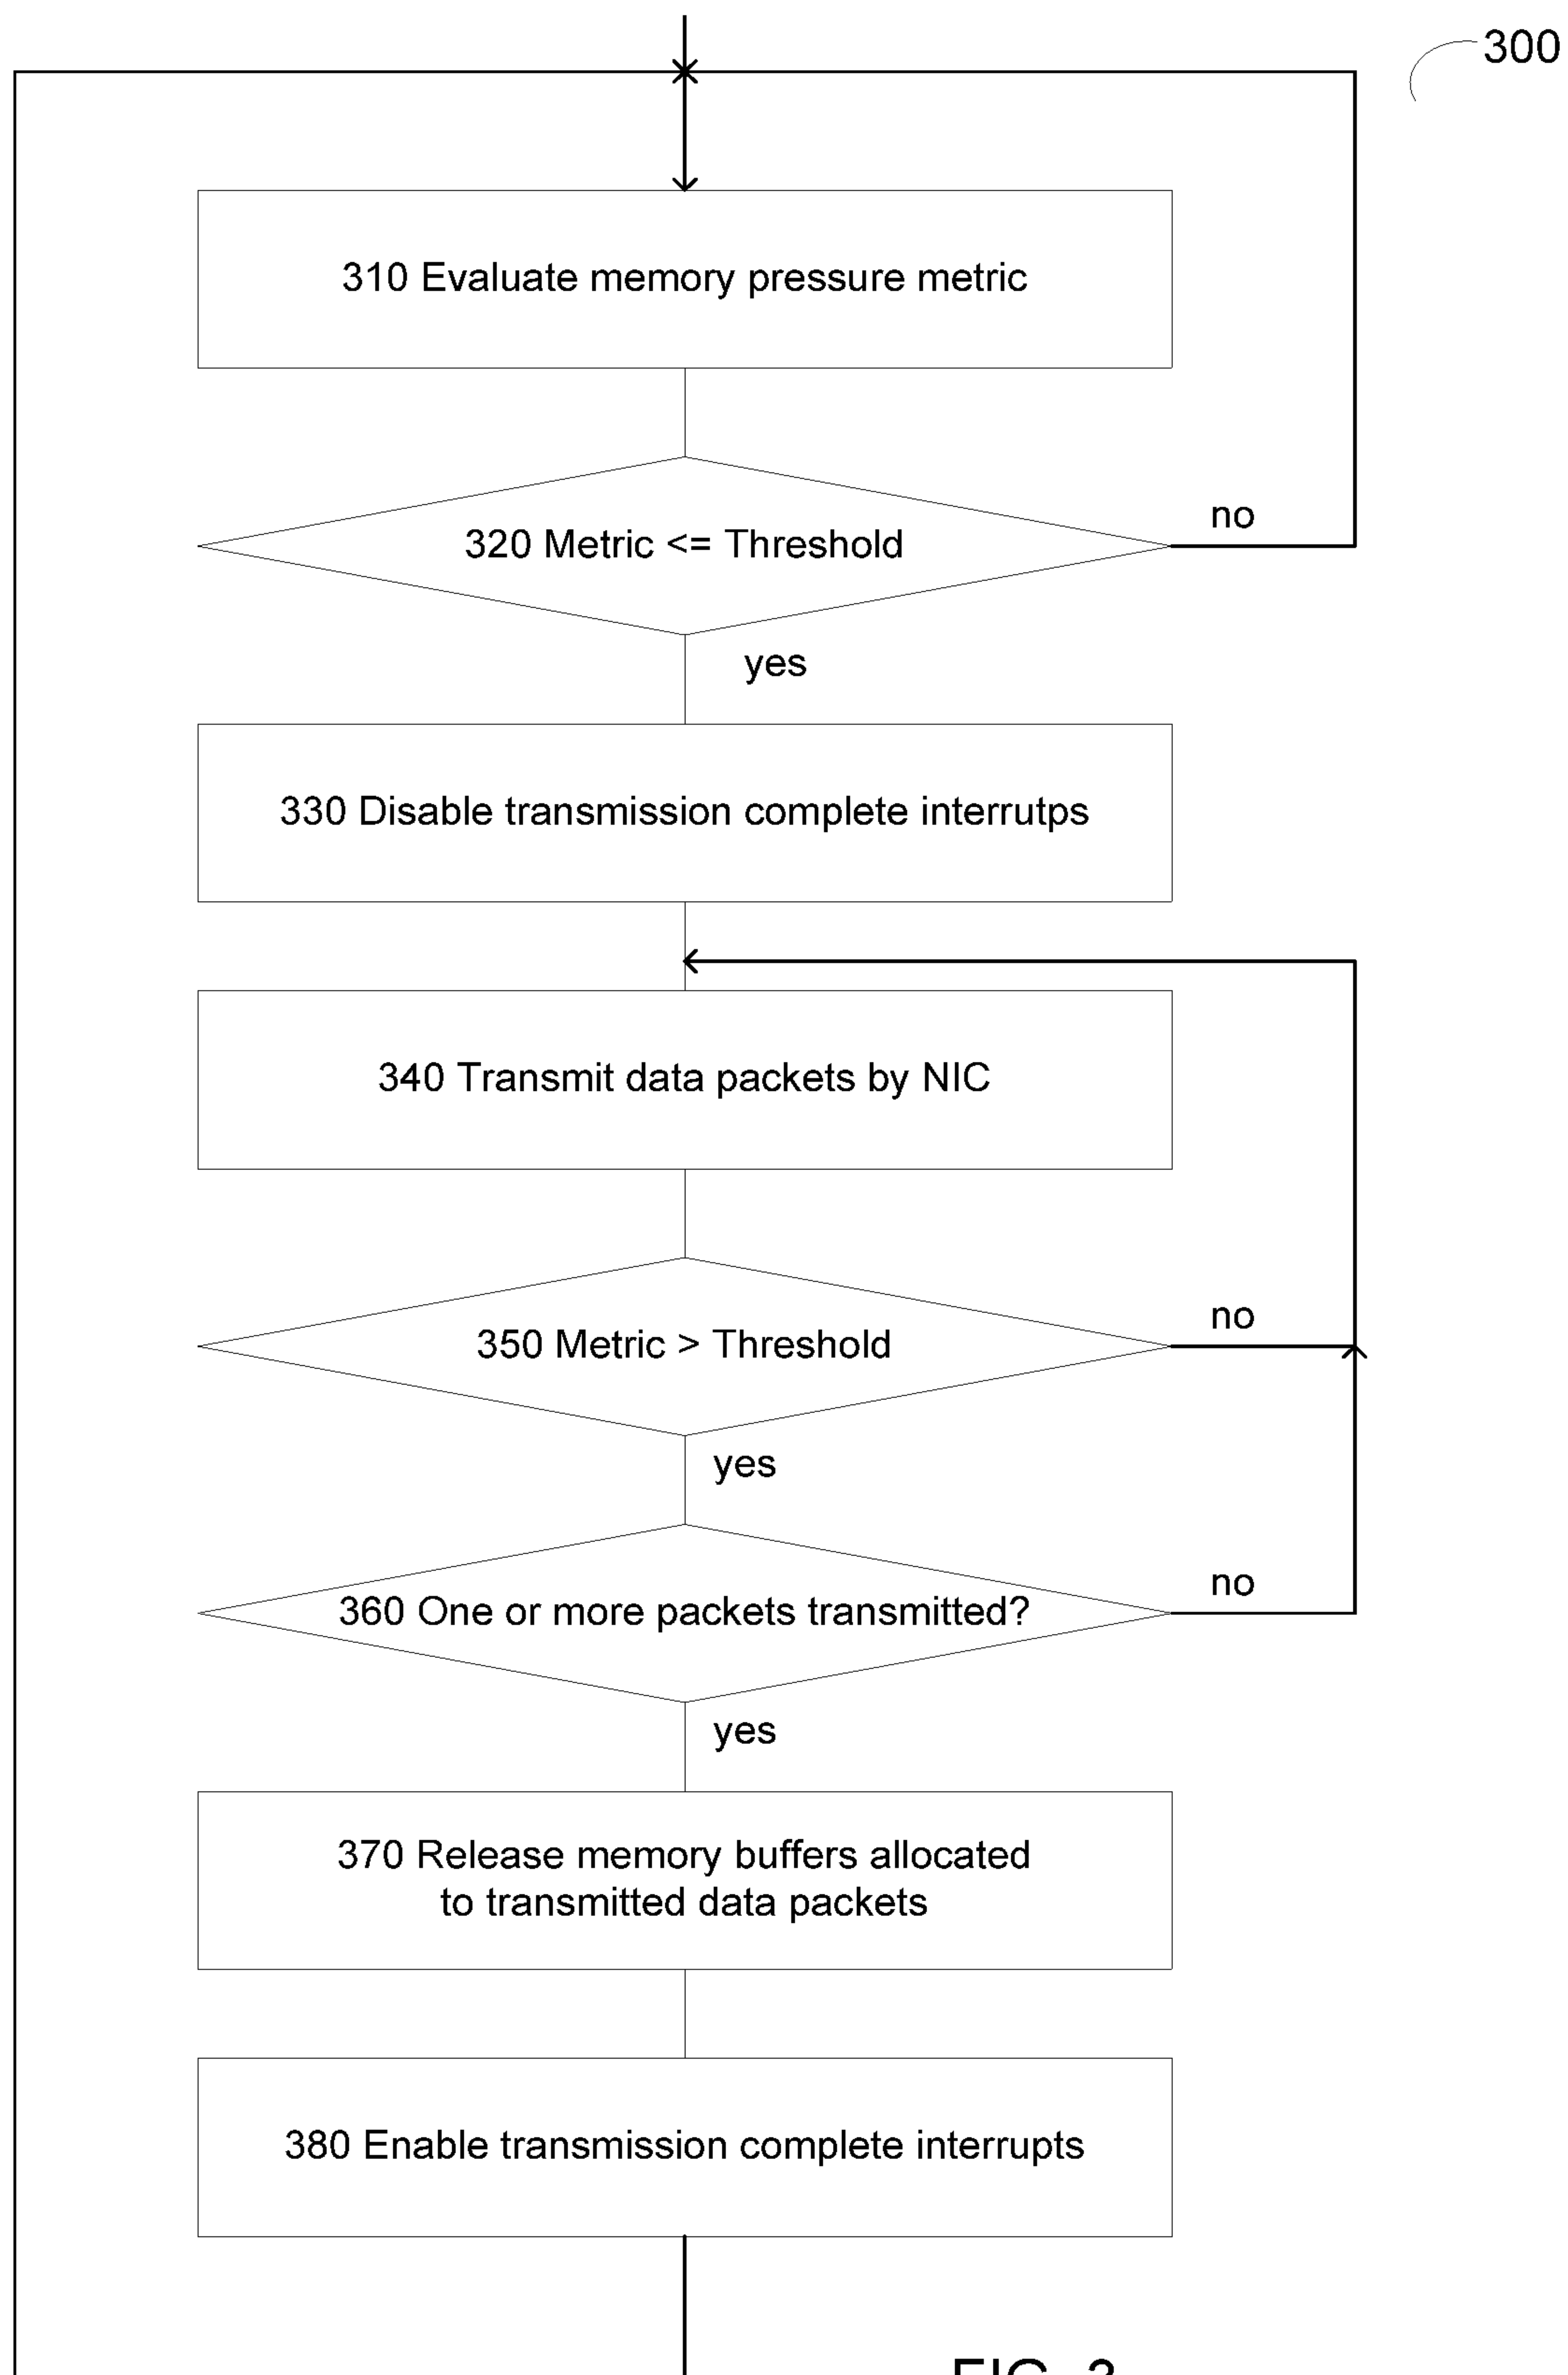 300
310 Evaluate memory pressure metric
320 Metric <= Threshold
no
yes
330 Disable transmission complete interrutps
340 Transmit data packets by NIC
350 Metric > Threshold
no
yes
360 One or more packets transmitted?
no
yes
370 Release memory buffers allocated
to transmitted data packets
380 Enable transmission complete interrupts
FIG. 3